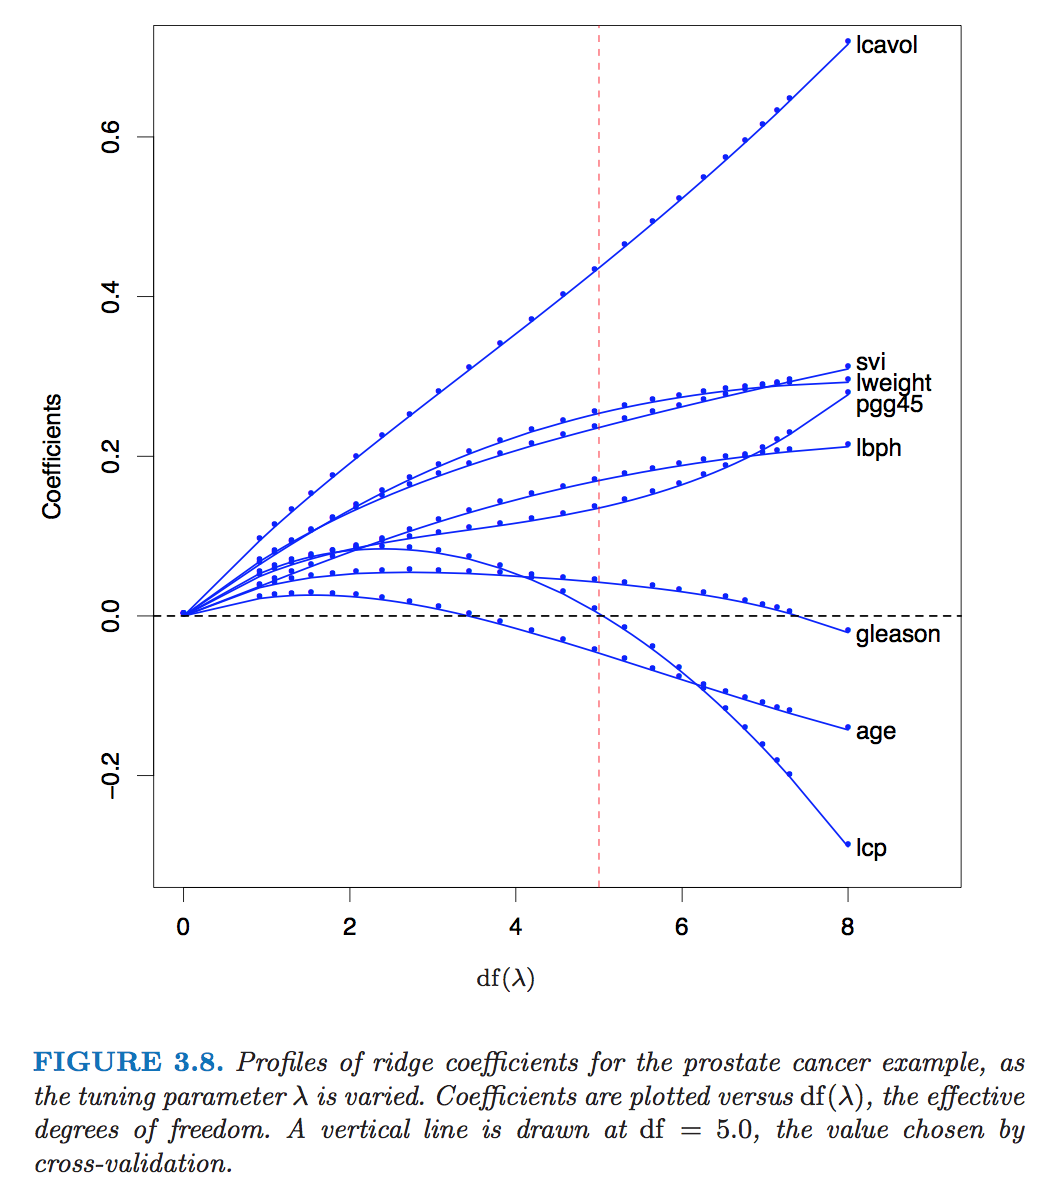 lcavol
0.6
0.4
svi
lweight
pgg45
Coefficients
0.2
lbph
0.0
gleason
age
−0.2
lcp
0 2 4 6 8
df(λ)
FIGURE 3.8. Profiles of ridge coefficients for the prostate cancer example, as
the tuning parameter λ is varied. Coefficients are plotted versus df(λ), the effective
degrees of freedom. A vertical line is drawn at df = 5.0, the value chosen by
cross-validation.